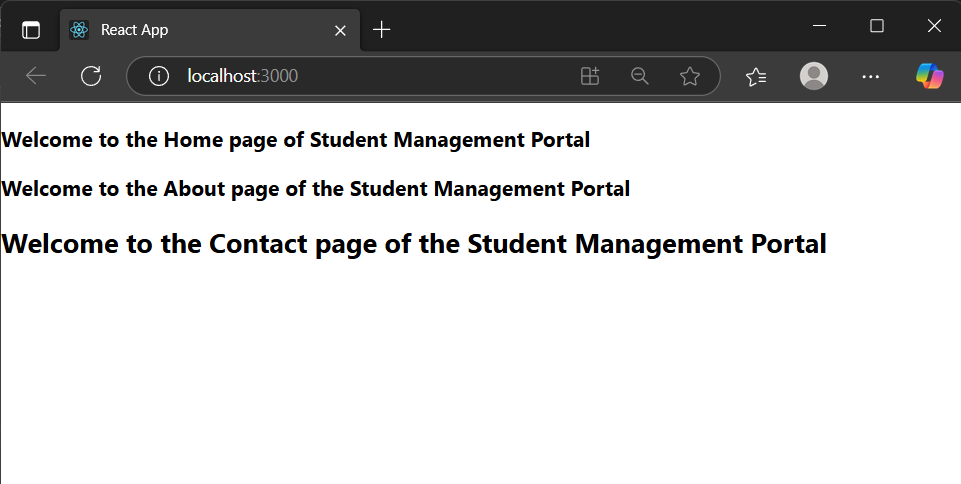 React App
localhost:3000
Welcome to the Home page of Student Management Portal
Welcome to the About page of the Student Management Portal
Welcome to the Contact page of the Student Management Portal